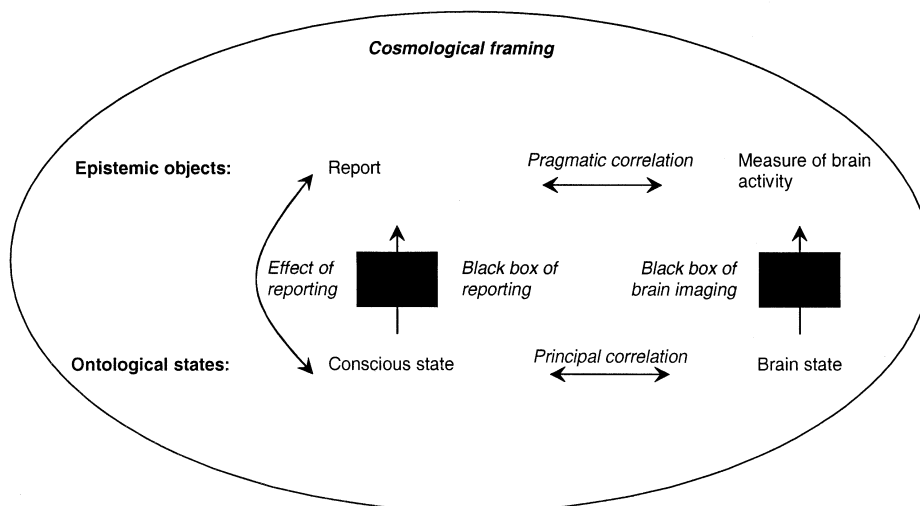 Cosmological framing
Epistemic objects:
Report
Pragmatic correlation
Measure of brain
activity
Effect of
reporting
Black box of
reporting
Black box of
brain imaging
Ontological states:
Conscious state
Principal correlation
Brain state